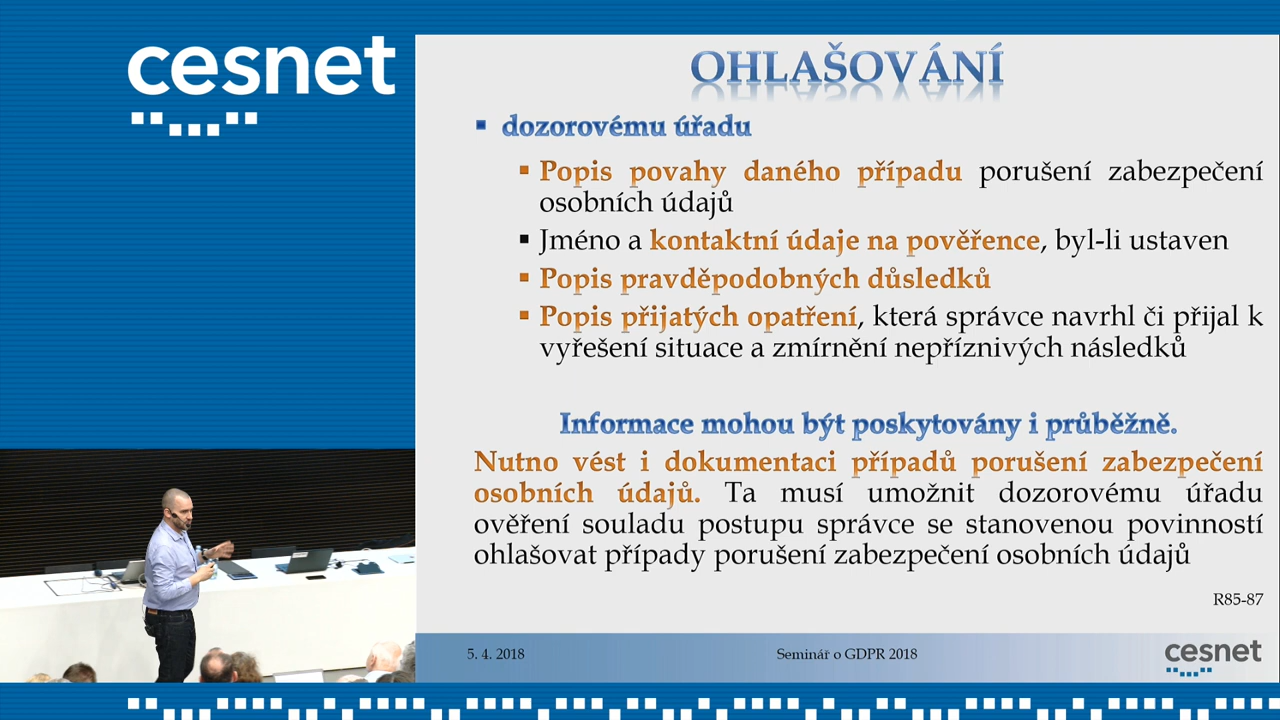 cesnet
OHLAŠOVÁNÍ
▪ dozorovému úřadu
▪ Popis povahy daného případu porušení zabezpečení
osobních údajů
▪ Jméno a kontaktní údaje na pověřence, byl-li ustaven
▪ Popis pravděpodobných důsledků
▪ Popis přijatých opatření, která správce navrhl či přijal k
vyřešení situace a zmírnění nepříznivých následků
Informace mohou být poskytovány i průběžně.
Nutno vést i dokumentaci případů porušení zabezpečení
osobních údajů. Ta musí umožnit dozorovému úřadu
ověření souladu postupu správce se stanovenou povinností
ohlašovat případy porušení zabezpečení osobních údajů
R85-87
5. 4. 2018
Seminář o GDPR 2018
cesnet